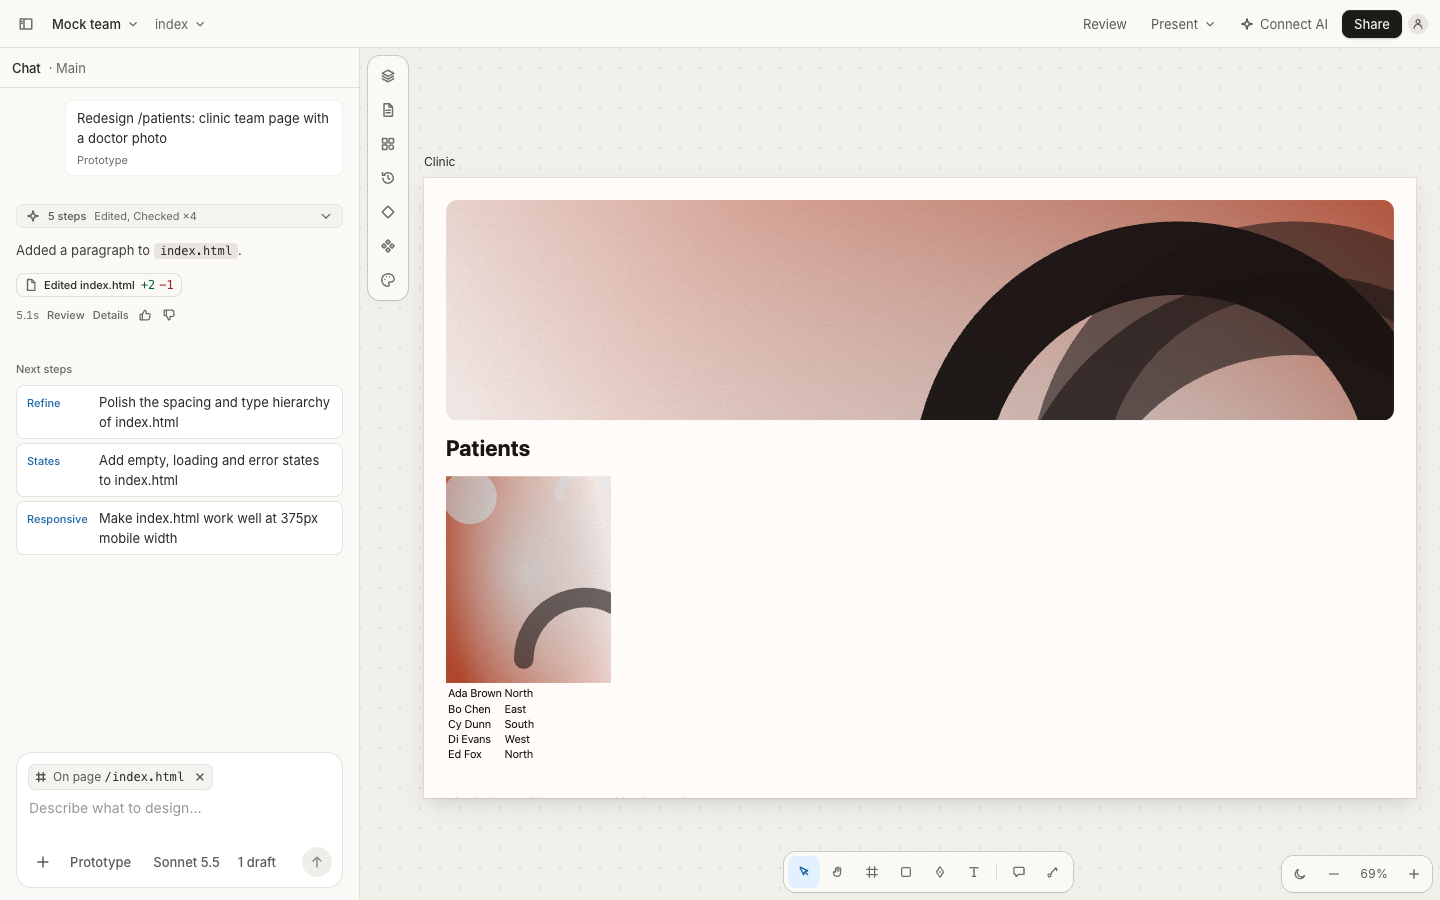 Mock team
index
Review
Present
Connect AI
Share
Chat · Main
Redesign /patients: clinic team page with
a doctor photo
Prototype
5 steps Edited, Checked ×4
Added a paragraph to index.html.
Edited index.html +2 −1
5.1s Review Details
Next steps
Refine Polish the spacing and type hierarchy
of index.html
States Add empty, loading and error states
to index.html
Responsive Make index.html work well at 375px
mobile width
On page /index.html
Describe what to design...
Prototype Sonnet 5.5 1 draft
Clinic
Patients
Ada Brown North
Bo Chen East
Cy Dunn South
Di Evans West
Ed Fox North
T
69%